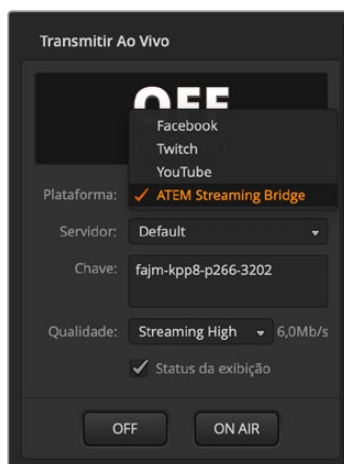 Transmitir Ao Vivo
OFF
Facebook
Twitch
YouTube
Plataforma: ✓ ATEM Streaming Bridge
Servidor: Default
Chave: fajm-kpp8-p266-3202
Qualidade: Streaming High 6,0Mb/s
Status da exibição
OFF ON AIR